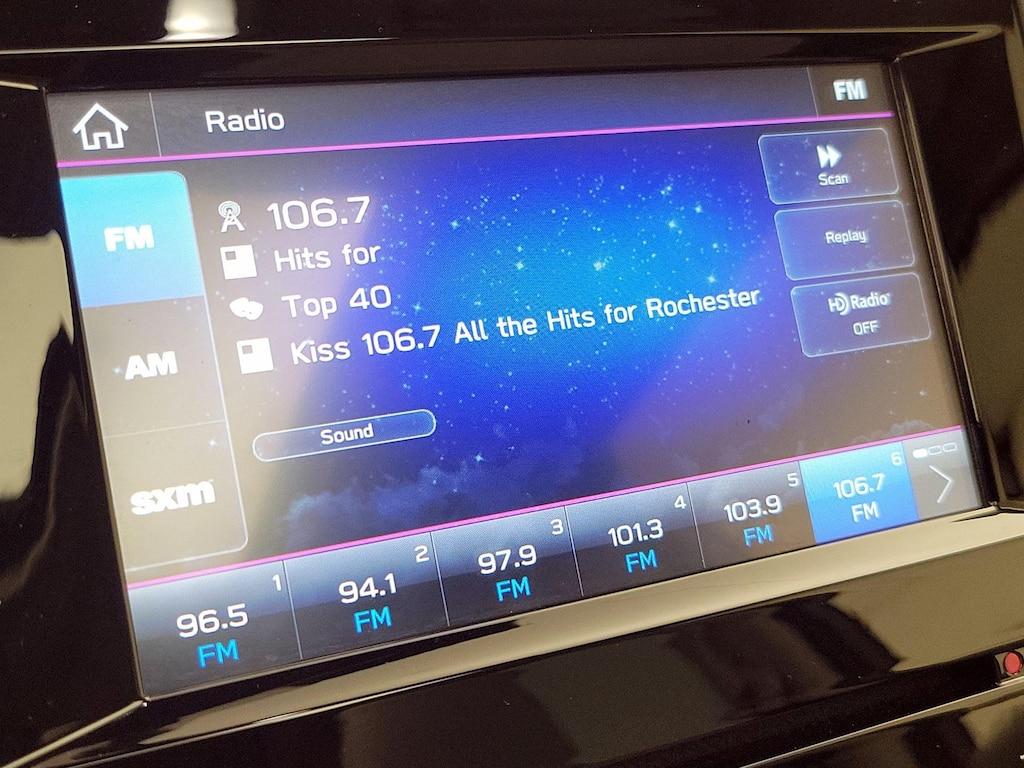 Radio
FM
FM
AM
sxm
106.7
Hits for
Top 40
Kiss 106.7 All the Hits for Rochester
Sound
Scan
Replay
HD Radio
OFF
1
96.5
FM
2
94.1
FM
3
97.9
FM
4
101.3
FM
5
103.9
FM
6
106.7
FM